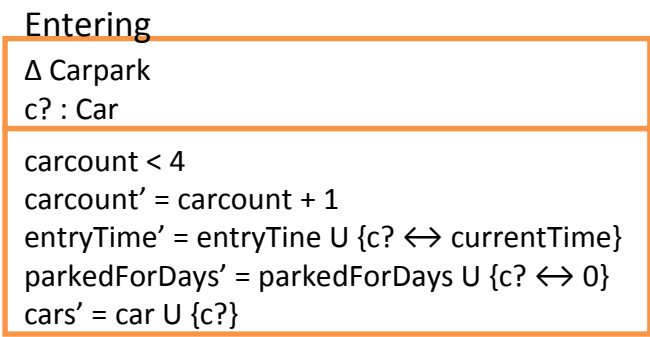 Entering
Δ Carpark
c? : Car
carcount < 4
carcount’ = carcount + 1
entryTime’ = entryTine U {c? ↔ currentTime}
parkedForDays’ = parkedForDays U {c? ↔ 0}
cars’ = car U {c?}